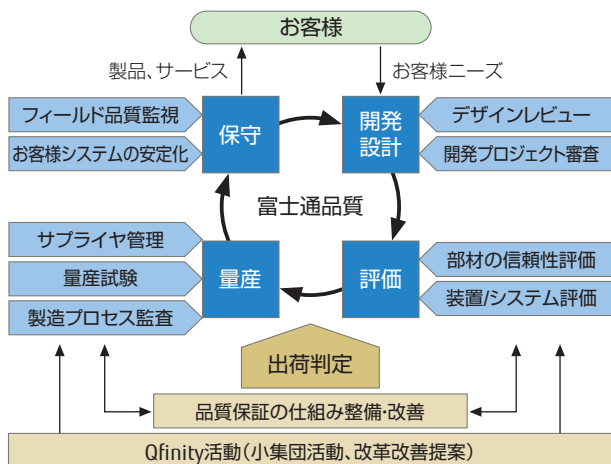 お客様
製品、サービス
お客様ニーズ
フィールド品質監視
お客様システムの安定化
保守
開発
設計
デザインレビュー
開発プロジェクト審査
富士通品質
サプライヤ管理
量産試験
製造プロセス監査
量産
評価
部材の信頼性評価
装置/システム評価
出荷判定
品質保証の仕組み整備・改善
Qfinity活動(小集団活動、改革改善提案)